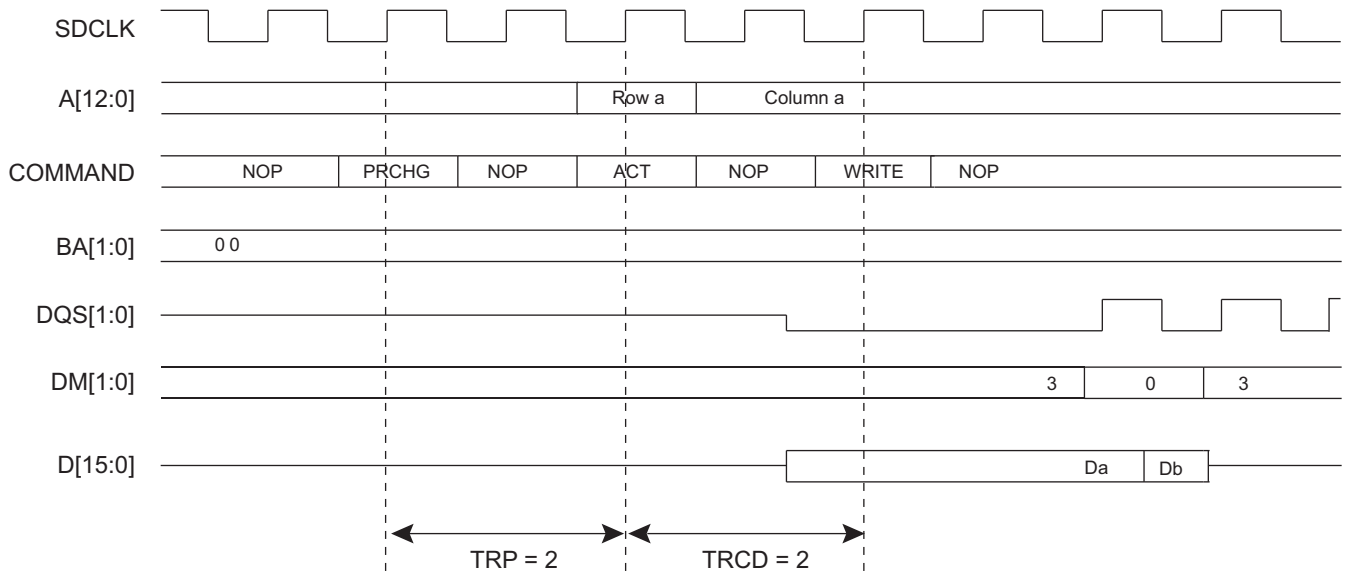 SDCLK
A[12:0] Row a Column a
COMMAND NOP PRCHG NOP ACT NOP WRITE NOP
BA[1:0] 0 0
DQS[1:0]
DM[1:0] 3 0 3
D[15:0] Da Db
TRP = 2 TRCD = 2